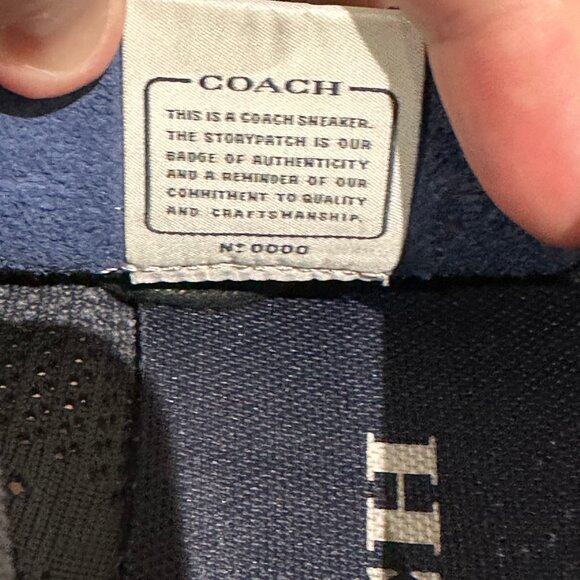 COACH
THIS IS A COACH SNEAKER.
THE STORYPATCH IS OUR
BADGE OF AUTHENTICITY
AND A REMINDER OF OUR
COMMITMENT TO QUALITY
AND CRAFTSMANSHIP.
Nº 0000
H